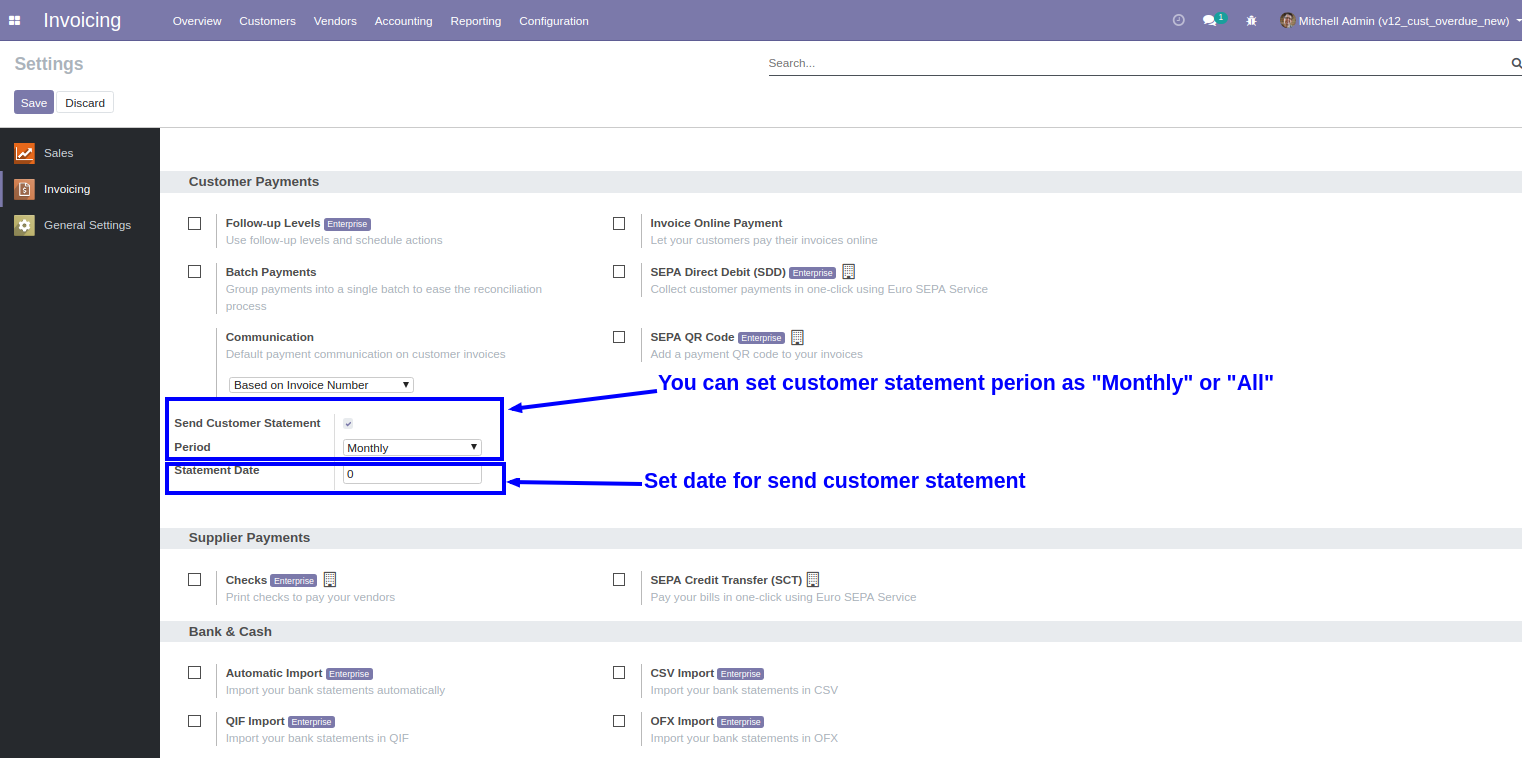 Invoicing Overview Customers Vendors Accounting Reporting Configuration 1 Mitchell Admin (v12_cust_overdue_new)
Settings Search...
Save Discard
Sales
Invoicing
General Settings
Customer Payments
Follow-up Levels Enterprise
Use follow-up levels and schedule actions
Invoice Online Payment
Let your customers pay their invoices online
Batch Payments
Group payments into a single batch to ease the reconciliation
process
SEPA Direct Debit (SDD) Enterprise
Collect customer payments in one-click using Euro SEPA Service
Communication
Default payment communication on customer invoices
Based on Invoice Number
SEPA QR Code Enterprise
Add a payment QR code to your invoices
You can set customer statement perion as "Monthly" or "All"
Send Customer Statement
Period Monthly
Statement Date 0
Set date for send customer statement
Supplier Payments
Checks Enterprise
Print checks to pay your vendors
SEPA Credit Transfer (SCT)
Pay your bills in one-click using Euro SEPA Service
Bank & Cash
Automatic Import Enterprise
Import your bank statements automatically
CSV Import Enterprise
Import your bank statements in CSV
QIF Import Enterprise
Import your bank statements in QIF
OFX Import Enterprise
Import your bank statements in OFX